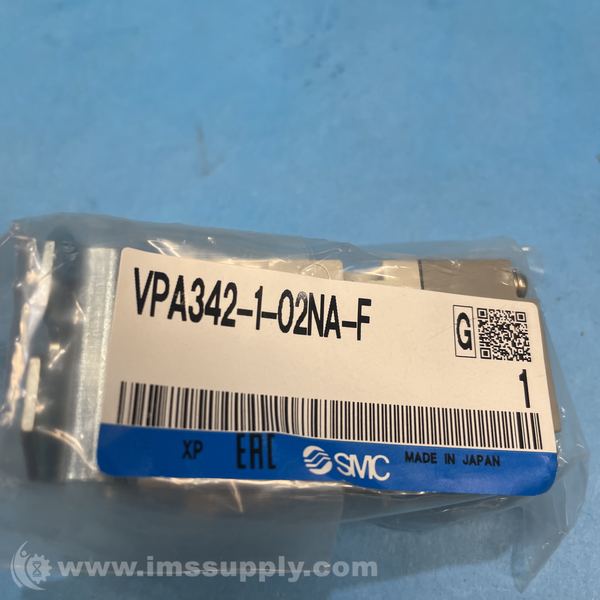 VPA342-1-02NA-F
G
1
XP EAC SMC MADE IN JAPAN
www.imssupply.com